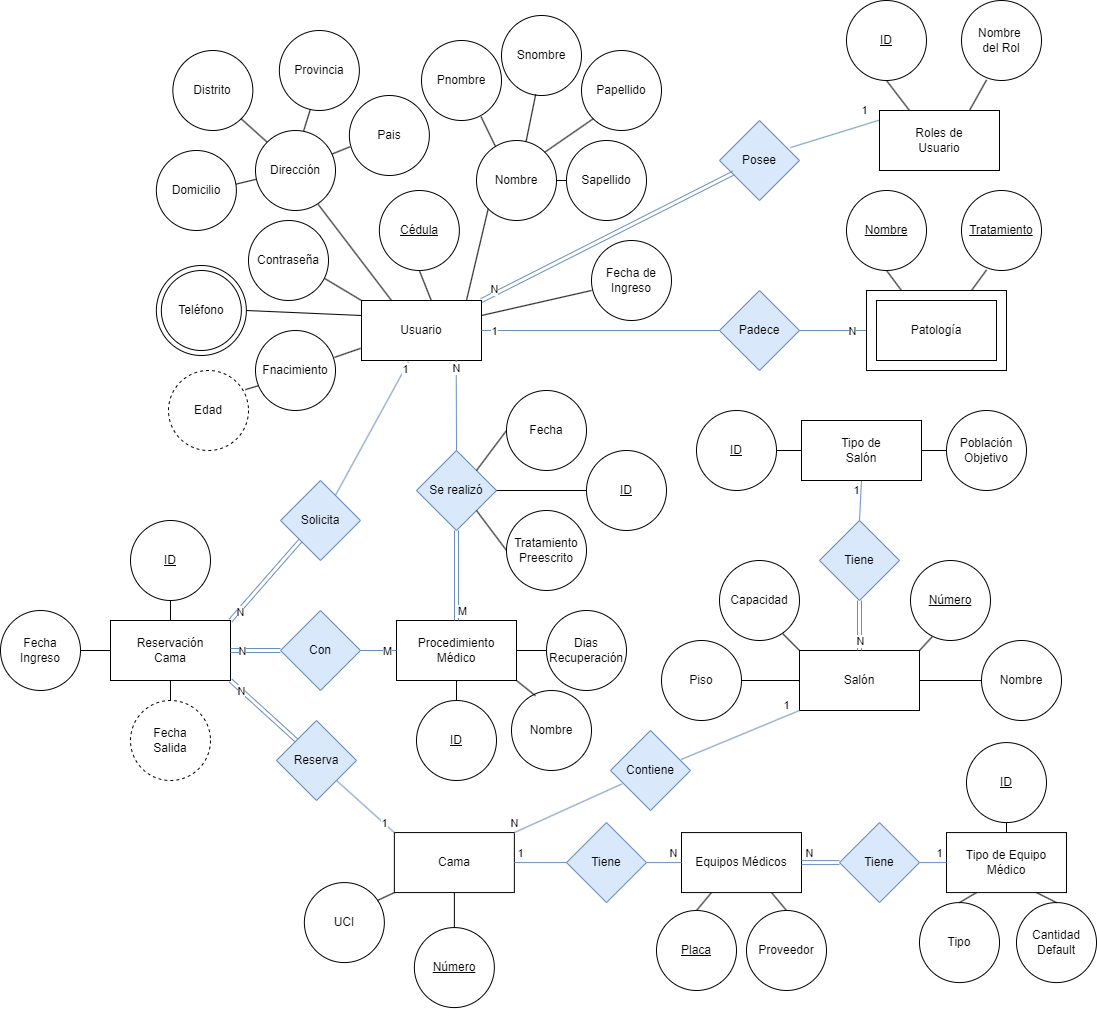 ID
Nombre
del Rol
Snombre
Pnombre
Papellido
Provincia
Distrito
Pais
Roles de
Usuario
1
Posee
Dirección
Nombre
Sapellido
Domicilio
Cédula
Nombre
Tratamiento
Contraseña
Fecha de
Ingreso
N
Teléfono
Usuario
1
Padece
N
Patología
Fnacimiento
1
N
Edad
Fecha
Tipo de
Salón
ID
Población
Objetivo
Se realizó
ID
1
Solicita
Tratamiento
Preescrito
ID
Tiene
Capacidad
Número
N
M
N
Fecha
Ingreso
Reservación
Cama
N
Con
M
Procedimiento
Médico
Dias
Recuperación
Piso
Salón
Nombre
N
1
Fecha
Salida
ID
Nombre
Reserva
Contiene
ID
1
N
Cama
1
Tiene
N
Equipos Médicos
N
Tiene
1
Tipo de Equipo
Médico
UCI
Número
Placa
Proveedor
Tipo
Cantidad
Default